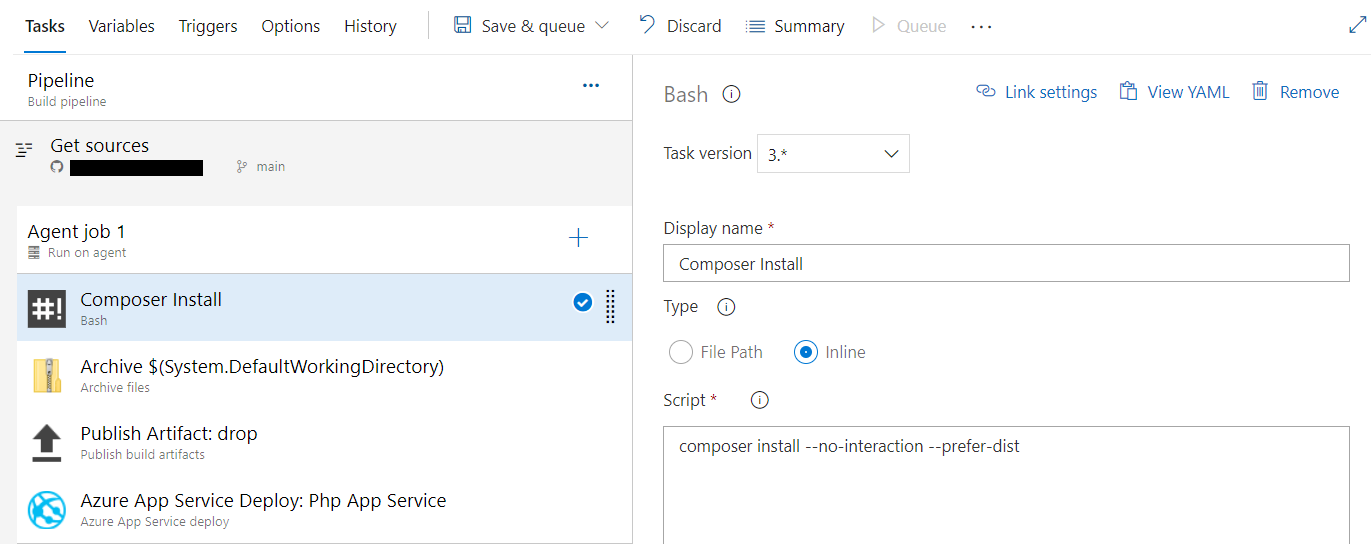 Tasks Variables Triggers Options History Save & queue Discard Summary Queue ...
Pipeline
Build pipeline
Get sources
main
Agent job 1
Run on agent
#! Composer Install
Bash
Archive $(System.DefaultWorkingDirectory)
Archive files
Publish Artifact: drop
Publish build artifacts
Azure App Service Deploy: Php App Service
Azure App Service deploy
Bash Link settings View YAML Remove
Task version 3.*
Display name *
Composer Install
Type
File Path Inline
Script *
composer install --no-interaction --prefer-dist